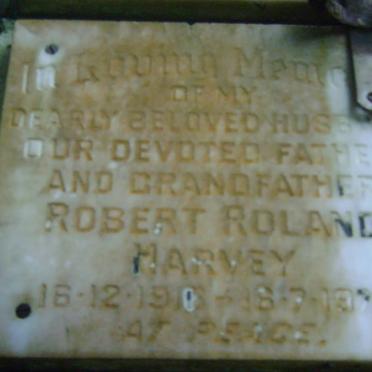 In Loving Memo
OF MY
DEARLY BELOVED HUSB
OUR DEVOTED FATHE
AND GRANDFATHER
ROBERT ROLAND
HARVEY
AT PEACE.